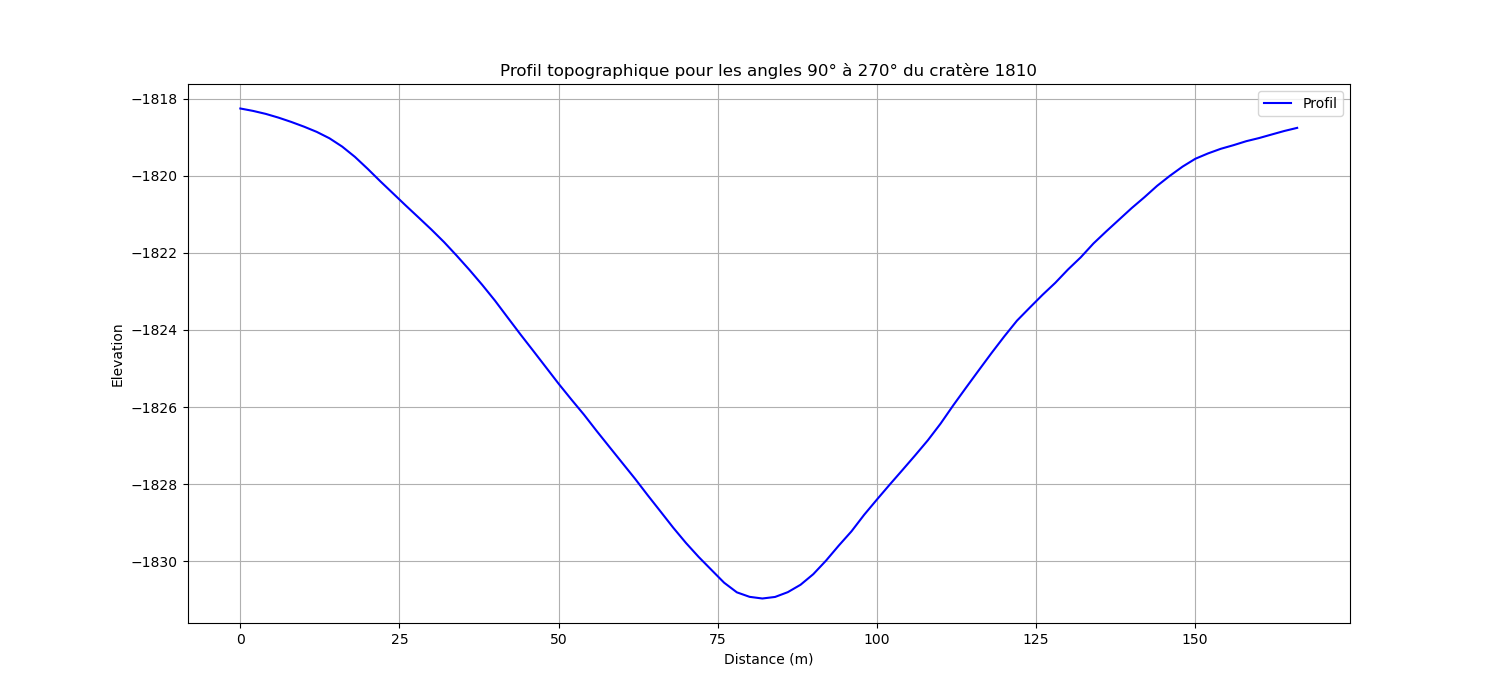 Profil topographique pour les angles 90° à 270° du cratère 1810
Profil
Elevation
−1818
−1820
−1822
−1824
−1826
−1828
−1830
0 25 50 75 100 125 150
Distance (m)